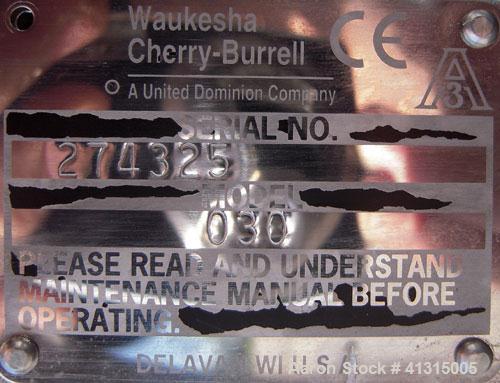 Waukesha
Cherry-Burrell
A United Dominion Company
CE
A
3
SERIAL NO.
274325
MODEL
030
PLEASE READ AND UNDERSTAND
MAINTENANCE MANUAL BEFORE
OPERATING.
DELAVAN WI U.S.A.
Aaron Stock # 41315005